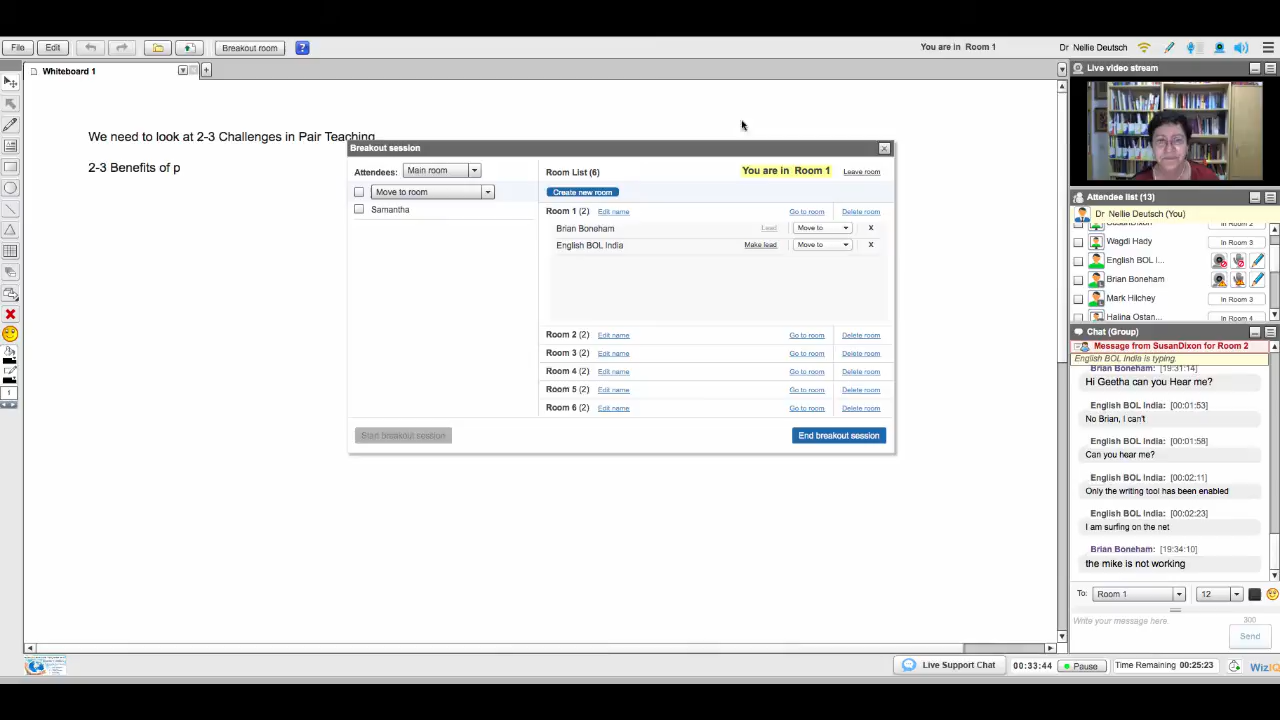 File Edit Breakout room ? You are in Room 1 Dr Nellie Deutsch
Whiteboard 1 +
Live video stream
We need to look at 2-3 Challenges in Pair Teaching
2-3 Benefits of p
Breakout session
Attendees: Main room
Move to room
Samantha
Room List (6) You are in Room 1 Leave room
Create new room
Room 1 (2) Edit name Go to room Delete room
Brian Boneham Lead Move to X
English BOL India Make lead Move to X
Room 2 (2) Edit name Go to room Delete room
Room 3 (2) Edit name Go to room Delete room
Room 4 (2) Edit name Go to room Delete room
Room 5 (2) Edit name Go to room Delete room
Room 6 (2) Edit name Go to room Delete room
Start breakout session End breakout session
Attendee list (13)
Dr Nellie Deutsch (You)
SusanDixon In Room 2
Wagdi Hady In Room 3
English BOL I...
Brian Boneham
Mark Hilchey In Room 3
Halina Ostan... In Room 4
Chat (Group)
Message from SusanDixon for Room 2
English BOL India is typing.
Brian Boneham: [19:31:14]
Hi Geetha can you Hear me?
English BOL India: [00:01:53]
No Brian, I can't
English BOL India: [00:01:58]
Can you hear me?
English BOL India: [00:02:11]
Only the writing tool has been enabled
English BOL India: [00:02:23]
I am surfing on the net
Brian Boneham: [19:34:10]
the mike is not working
To: Room 1 12
Write your message here. 300
Send
1
Live Support Chat 00:33:44 Pause Time Remaining 00:25:23 WizIQ